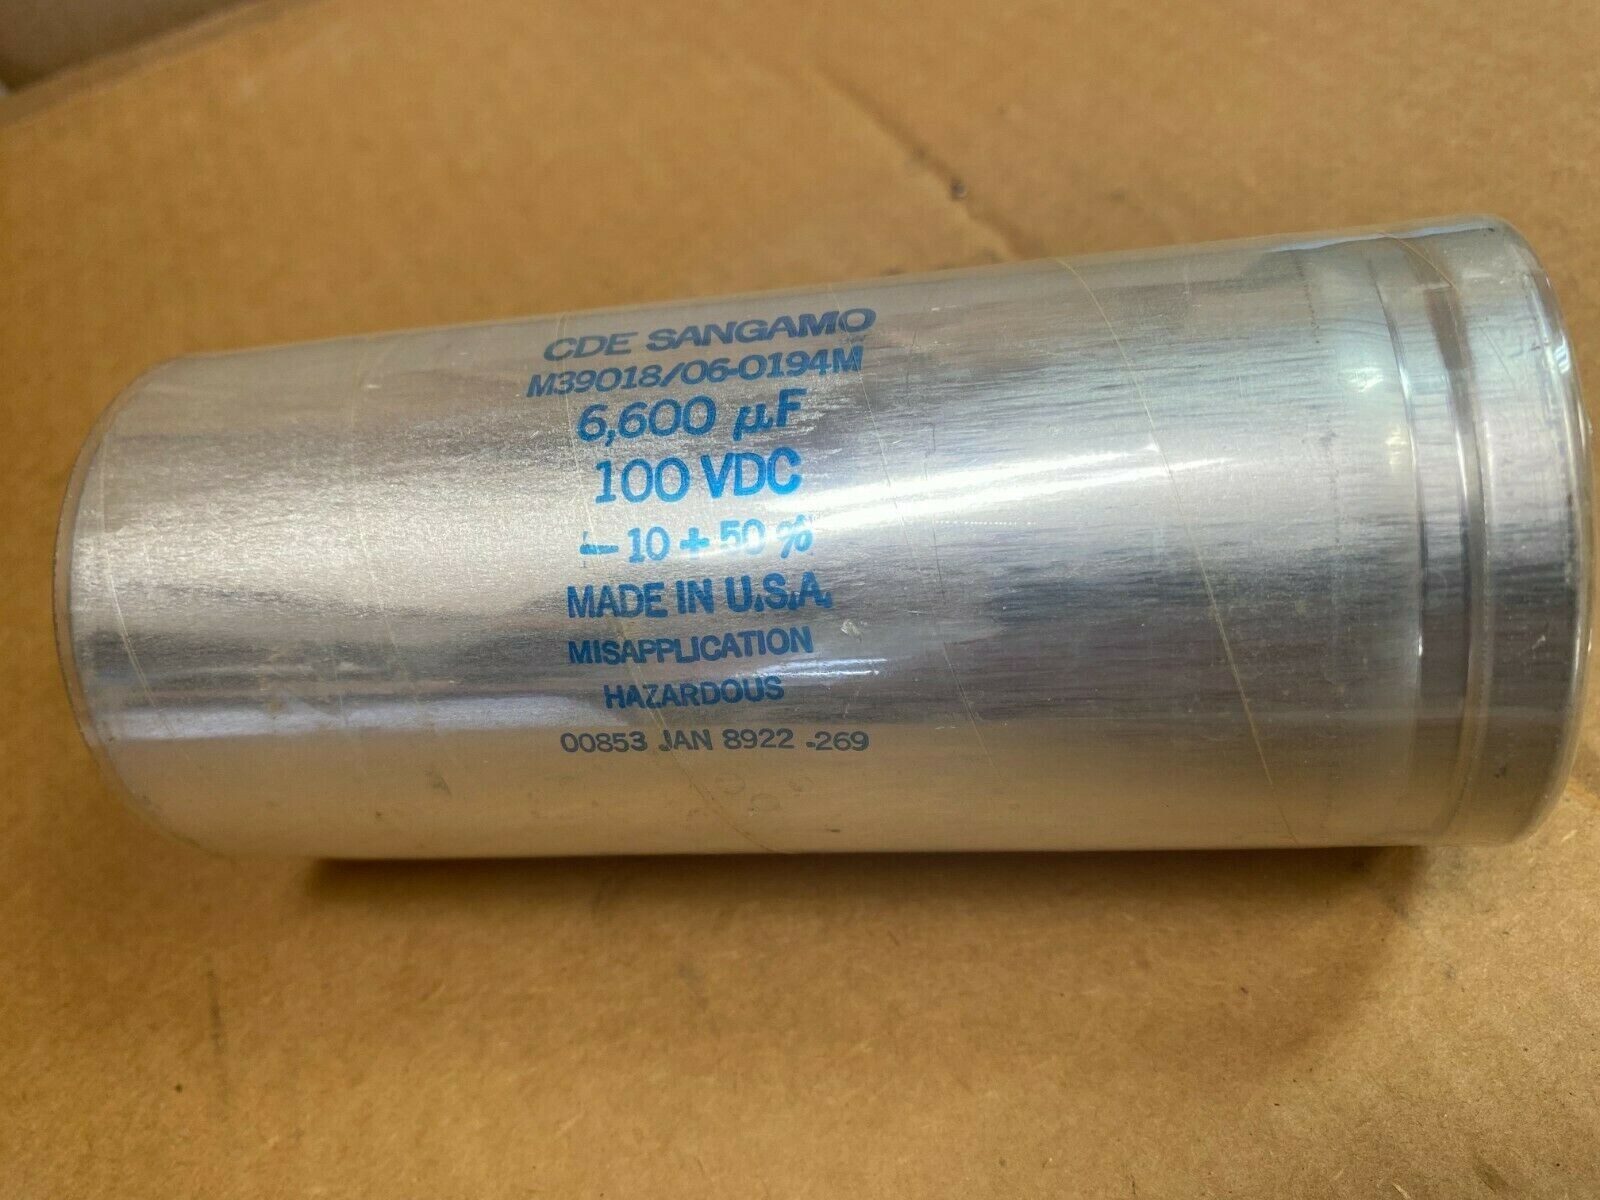 CDE SANGAMO
M39018/06-0194M
6,600 µF
100 VDC
-10 + 50 %
MADE IN U.S.A.
MISAPPLICATION
HAZARDOUS
00853 JAN 8922 -269